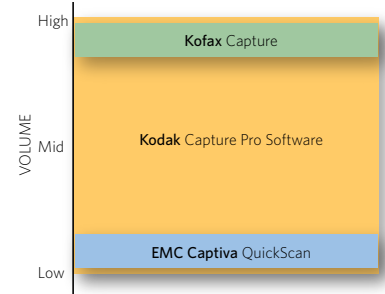 High
Kofax Capture
VOLUME
Mid
Kodak Capture Pro Software
EMC Captiva QuickScan
Low